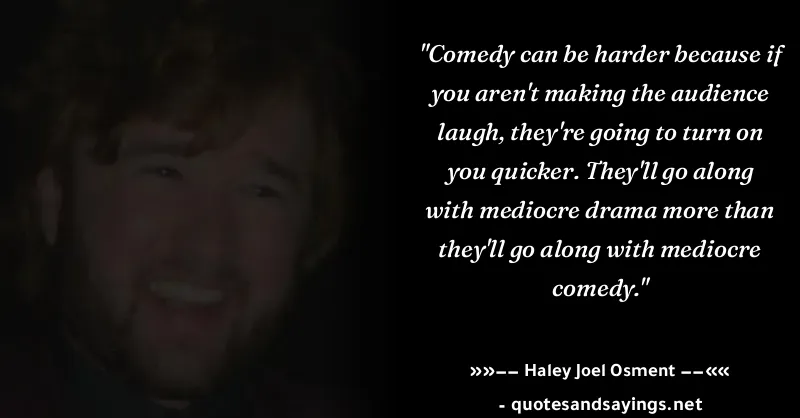 "Comedy can be harder because if
you aren't making the audience
laugh, they're going to turn on
you quicker. They'll go along
with mediocre drama more than
they'll go along with mediocre
comedy."
»»–– Haley Joel Osment ––««
- quotesandsayings.net